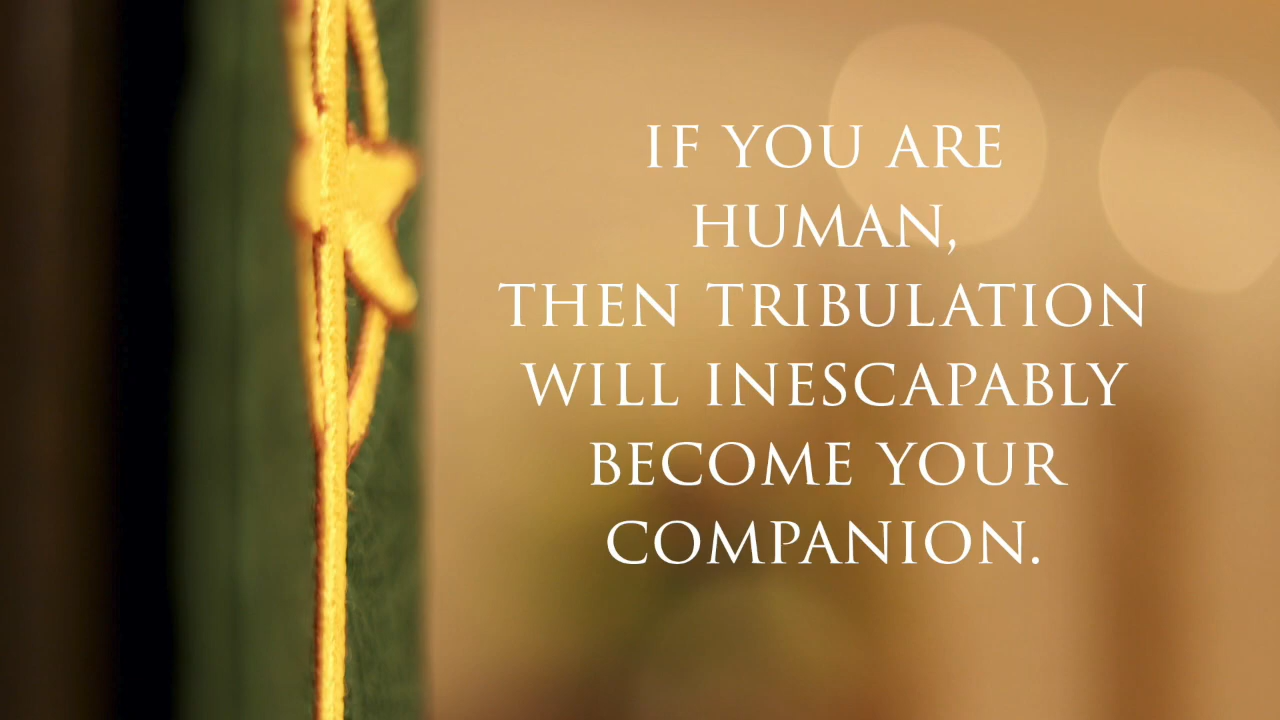 IF YOU ARE
HUMAN,
THEN TRIBULATION
WILL INESCAPABLY
BECOME YOUR
COMPANION.